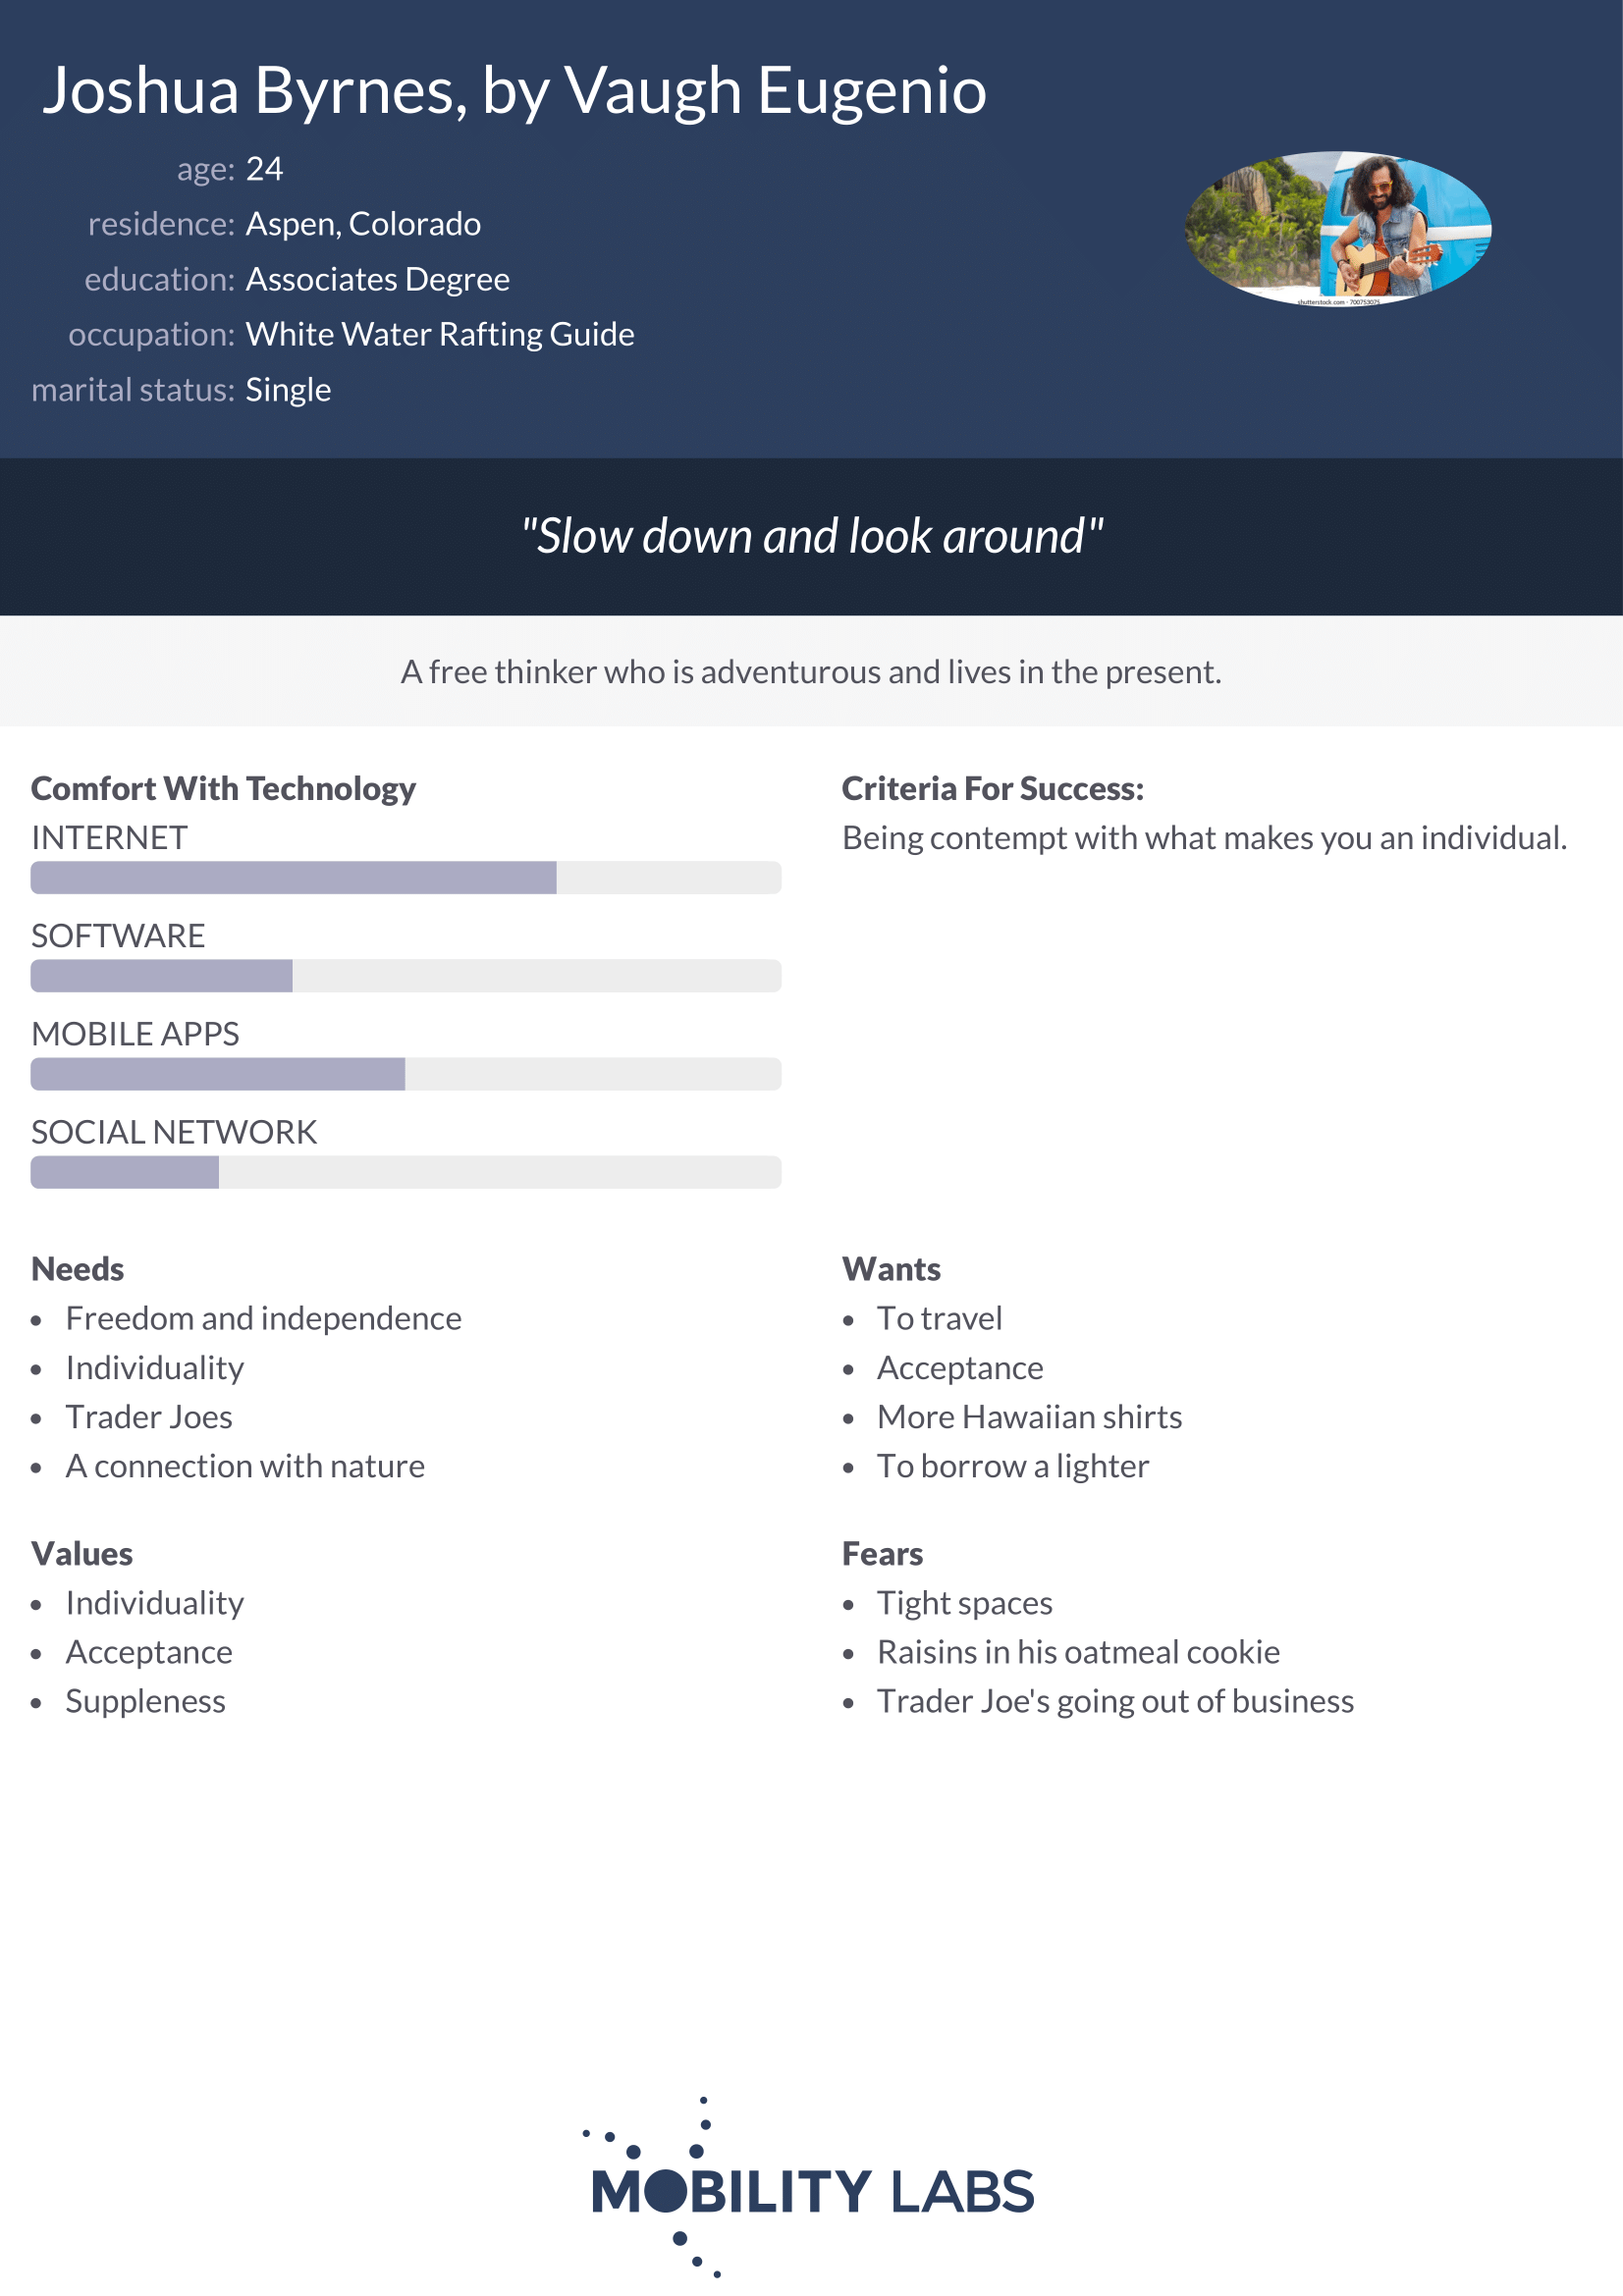 Joshua Byrnes, by Vaugh Eugenio
age: 24
residence: Aspen, Colorado
education: Associates Degree
occupation: White Water Rafting Guide
marital status: Single
shutterstock.com · 700753075
"Slow down and look around"
A free thinker who is adventurous and lives in the present.
Comfort With Technology
INTERNET
SOFTWARE
MOBILE APPS
SOCIAL NETWORK
Criteria For Success:
Being contempt with what makes you an individual.
Needs
• Freedom and independence
• Individuality
• Trader Joes
• A connection with nature
Wants
• To travel
• Acceptance
• More Hawaiian shirts
• To borrow a lighter
Values
• Individuality
• Acceptance
• Suppleness
Fears
• Tight spaces
• Raisins in his oatmeal cookie
• Trader Joe's going out of business
MOBILITY LABS